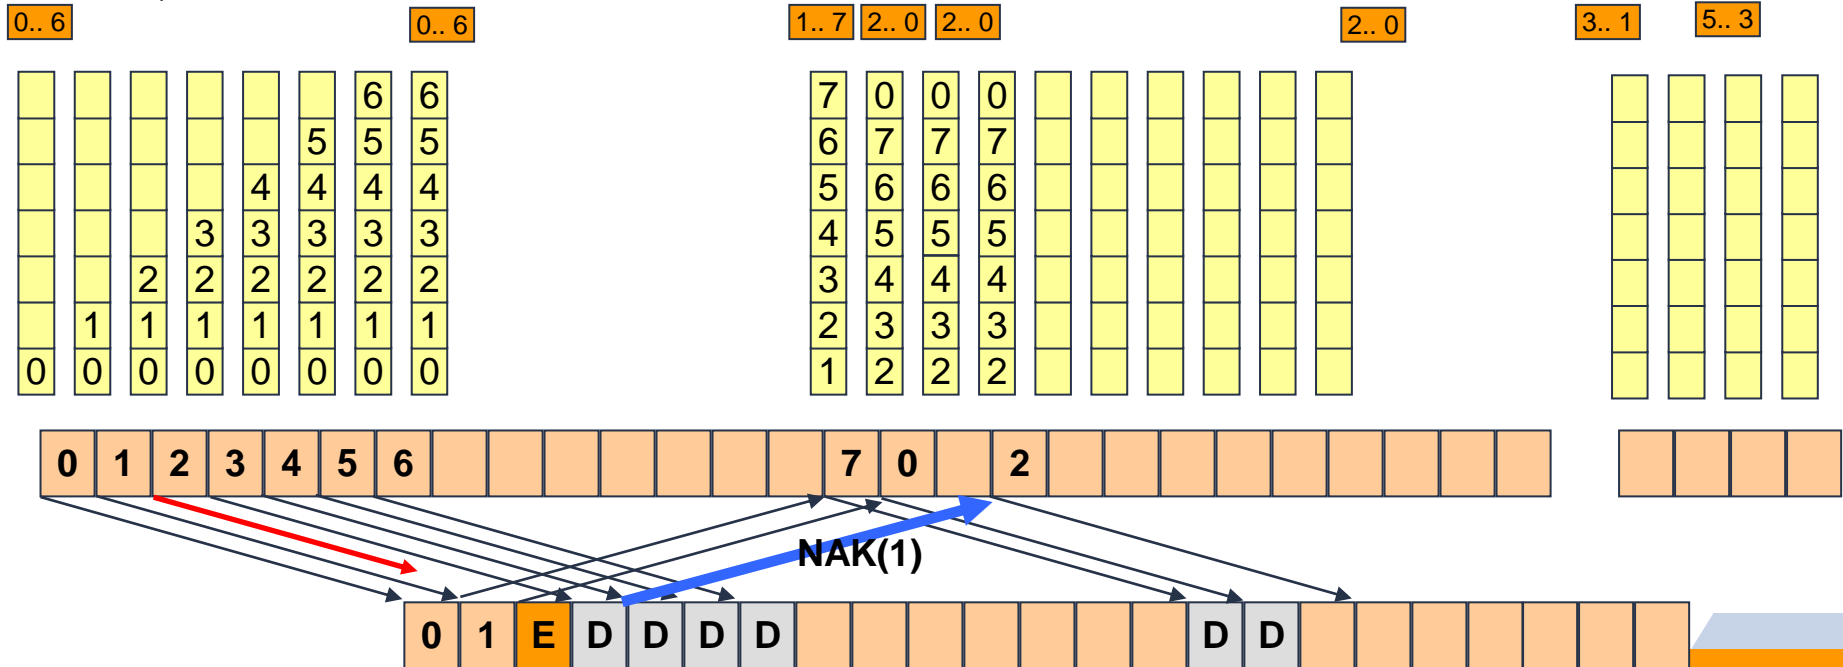 0.. 6 0.. 6 1.. 7 2.. 0 2.. 0 2.. 0 3.. 1 5.. 3
6 6 7 0 0 0
5 5 5 6 7 7 7
4 4 4 4 5 6 6 6
3 3 3 3 3 4 5 5 5
2 2 2 2 2 2 3 4 4 4
1 1 1 1 1 1 1 2 3 3 3
0 0 0 0 0 0 0 0 1 2 2 2
0 1 2 3 4 5 6 7 0 2
NAK(1)
0 1 E D D D D D D